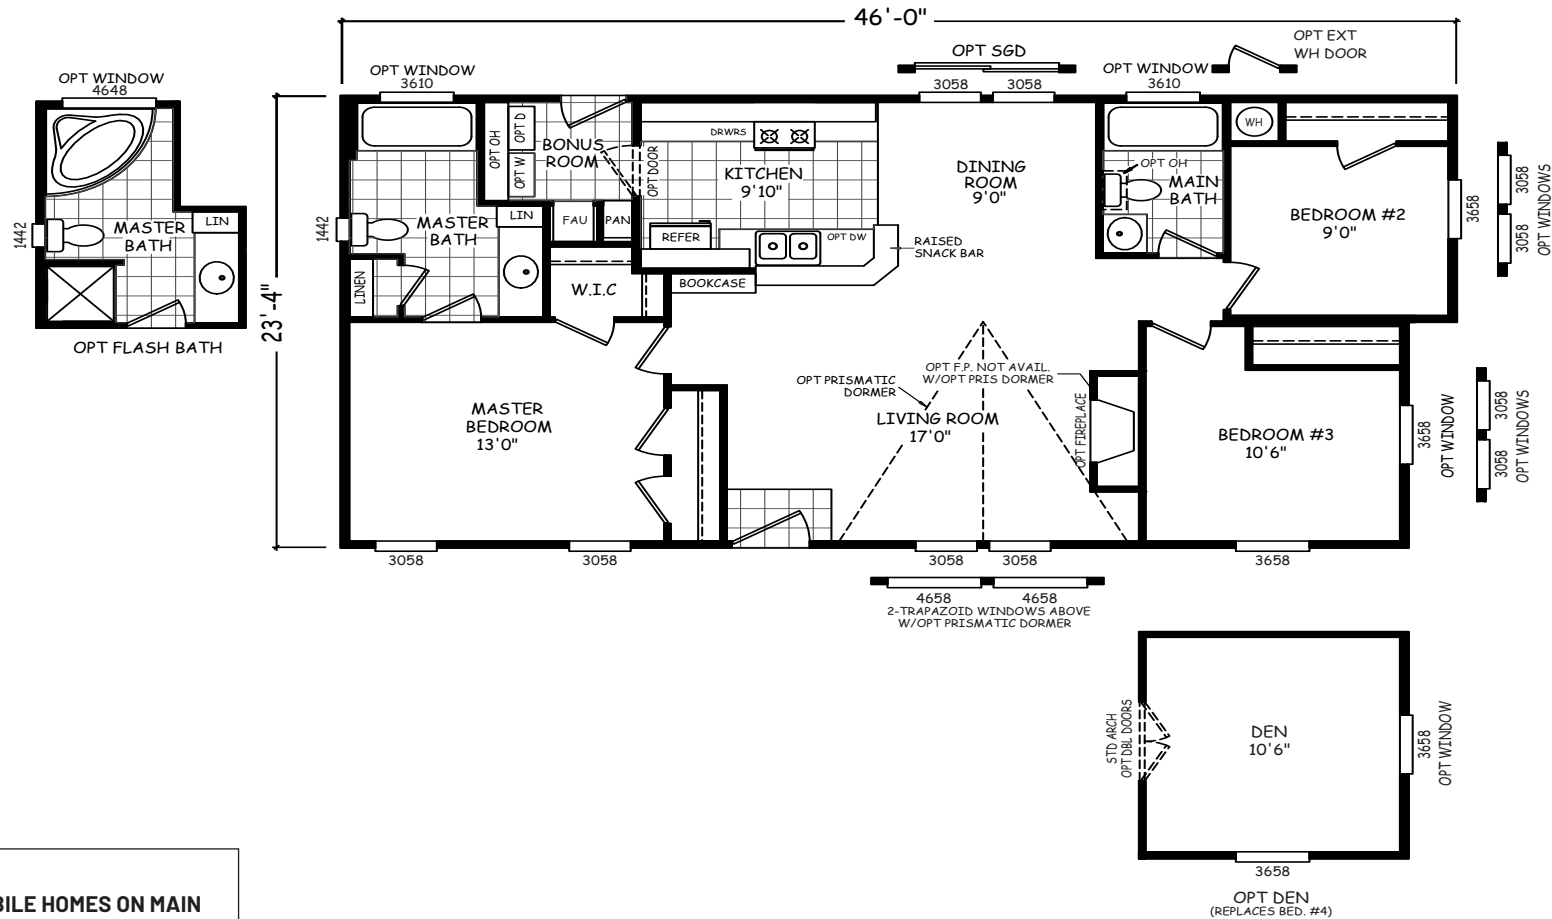 46'-0"
OPT EXT
WH DOOR
OPT SGD
OPT WINDOW
3610
3058
3058
OPT WINDOW
3610
OPT WINDOW
4648
1442
MASTER
BATH
LIN
OPT FLASH BATH
23'-4"
1442
OPT OH
OPT D
OPT W
BONUS
ROOM
OPT DOOR
DRWRS
KITCHEN
9'10"
DINING
ROOM
9'0"
OPT OH
MAIN
BATH
WH
BEDROOM #2
9'0"
3658
3058
3058
OPT WINDOWS
MASTER
BATH
LIN
FAU
PAN
REFER
OPT DW
RAISED
SNACK BAR
LINEN
W.I.C
BOOKCASE
OPT PRISMATIC
DORMER
OPT F.P. NOT AVAIL.
W/OPT PRIS DORMER
MASTER
BEDROOM
13'0"
LIVING ROOM
17'0"
OPT FIREPLACE
BEDROOM #3
10'6"
3658
OPT WINDOW
3058
3058
OPT WINDOWS
3058
3058
3058
3058
3658
4658
4658
2-TRAPAZOID WINDOWS ABOVE
W/OPT PRISMATIC DORMER
STD ARCH
OPT DBL DOORS
DEN
10'6"
3658
OPT WINDOW
3658
OPT DEN
(REPLACES BED. #4)
BILE HOMES ON MAIN